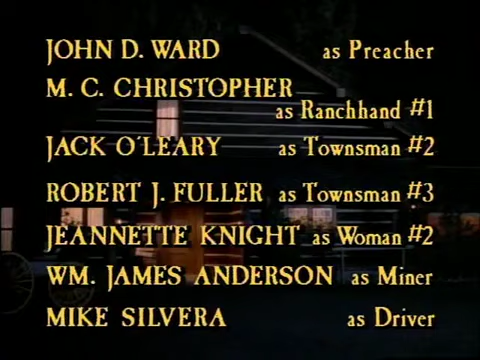 JOHN D. WARD as Preacher
M. C. CHRISTOPHER
as Ranchhand #1
JACK O'LEARY as Townsman #2
ROBERT J. FULLER as Townsman #3
JEANNETTE KNIGHT as Woman #2
WM. JAMES ANDERSON as Miner
MIKE SILVERA as Driver